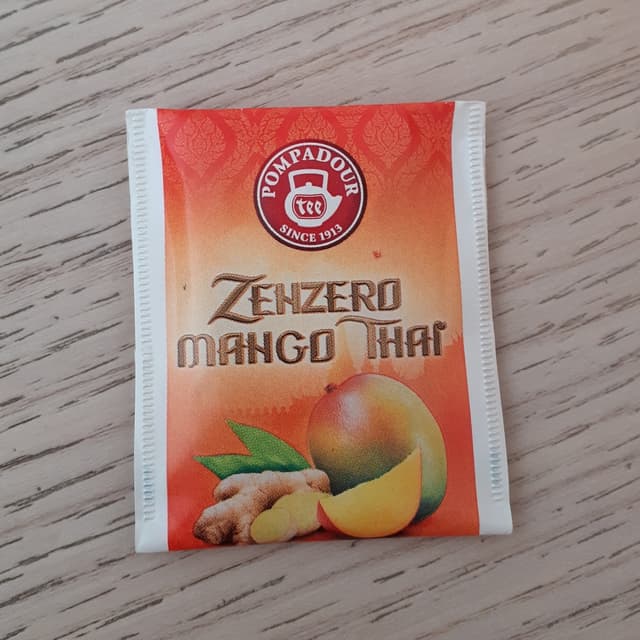 POMPADOUR
tee
SINCE 1913
ZENZERO
MANGO THAI